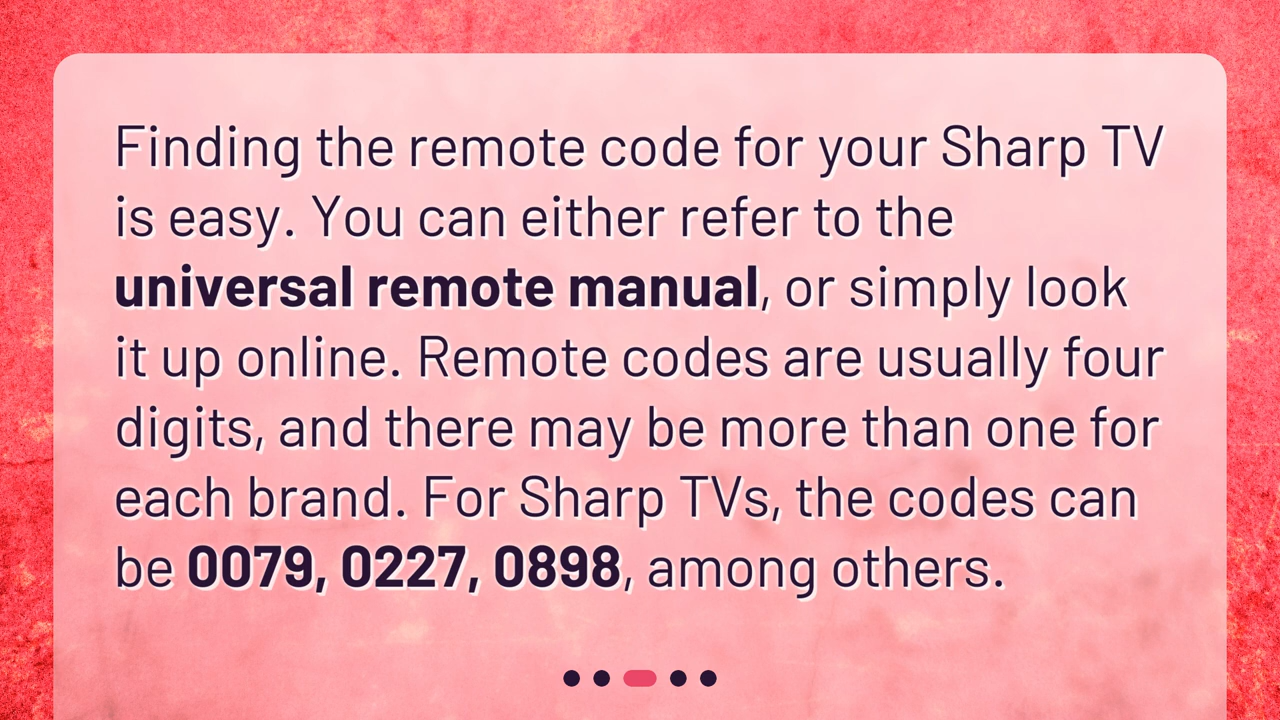 Finding the remote code for your Sharp TV
is easy. You can either refer to the
universal remote manual, or simply look
it up online. Remote codes are usually four
digits, and there may be more than one for
each brand. For Sharp TVs, the codes can
be 0079, 0227, 0898, among others.